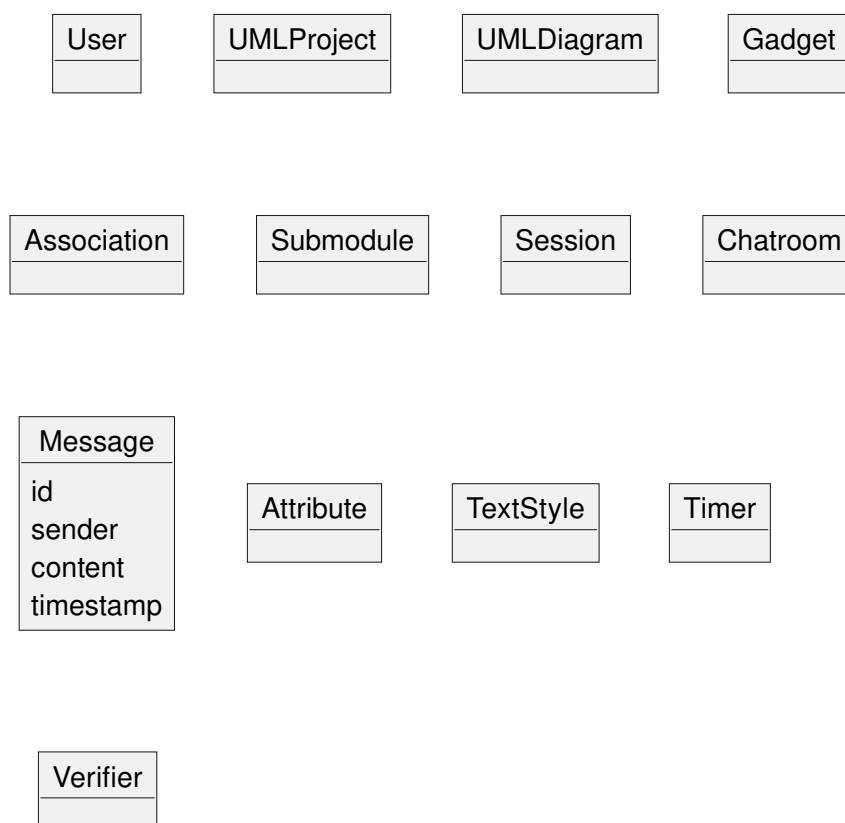 User
UMLProject
UMLDiagram
Gadget
Association
Submodule
Session
Chatroom
Message
id
sender
content
timestamp
Attribute
TextStyle
Timer
Verifier